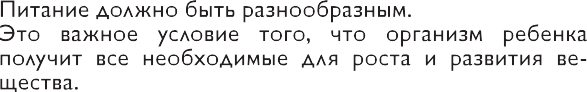 Питание должно быть разнообразным.
Это важное условие того, что организм ребенка
получит все необходимые для роста и развития ве-
щества.